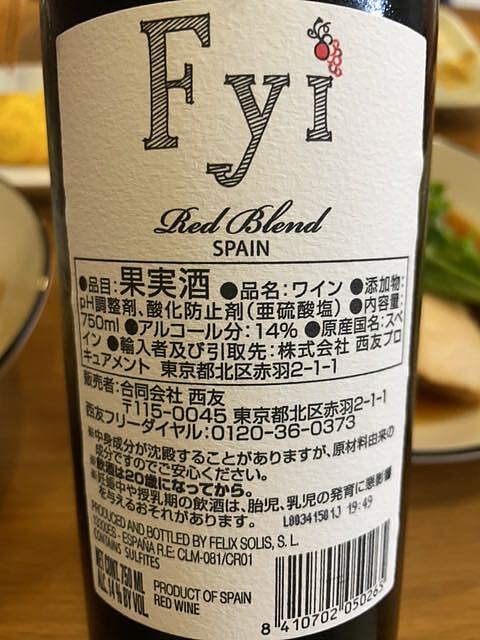 Fyi
Red Blend
SPAIN
●品目:果実酒 ●品名:ワイン ●添加物:
pH調整剤、酸化防止剤(亜硫酸塩) ●内容量:
750ml ●アルコール分:14% ●原産国名:スペ
イン ●輸入者及び引取先:株式会社 西友プロ
キュアメント 東京都北区赤羽2-1-1
販売者:合同会社 西友
〒115-0045 東京都北区赤羽2-1-1
西友フリーダイヤル:0120-36-0373
※中身成分が沈殿することがありますが、原材料由来の
成分ですのでご安心ください。
※飲酒は20歳になってから。
※妊娠中や授乳期の飲酒は、胎児、乳児の発育に悪影響
を与えるおそれがあります。
L00341501J 19:49
PRODUCED AND BOTTLED BY FELIX SOLIS, S. L.
ESPAÑA R.E: CLM-081/CR01
CONTAINS SULFITES
NET CONT. 750 ML
ALC. 14 % BY VOL.
PRODUCT OF SPAIN
RED WINE
8 410702 050265